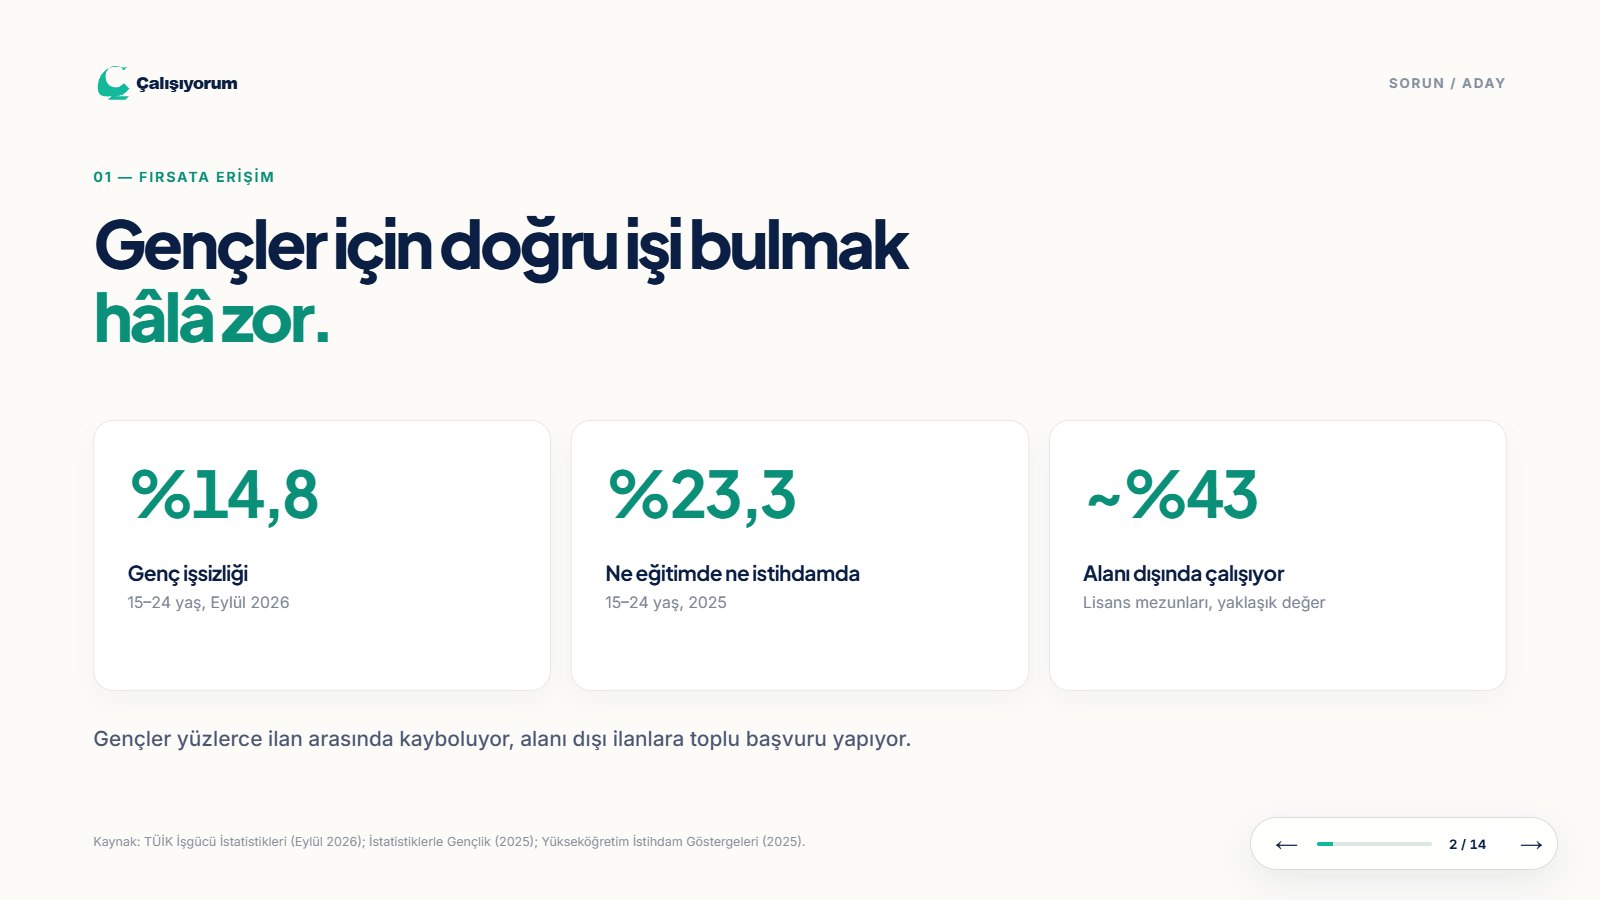 Çalışıyorum
SORUN / ADAY
01 — FIRSATA ERİŞİM
Gençler için doğru işi bulmak
hâlâ zor.
%14,8
Genç işsizliği
15–24 yaş, Eylül 2026
%23,3
Ne eğitimde ne istihdamda
15–24 yaş, 2025
~%43
Alanı dışında çalışıyor
Lisans mezunları, yaklaşık değer
Gençler yüzlerce ilan arasında kayboluyor, alanı dışı ilanlara toplu başvuru yapıyor.
Kaynak: TÜİK İşgücü İstatistikleri (Eylül 2026); İstatistiklerle Gençlik (2025); Yükseköğretim İstihdam Göstergeleri (2025).
← 2 / 14 →